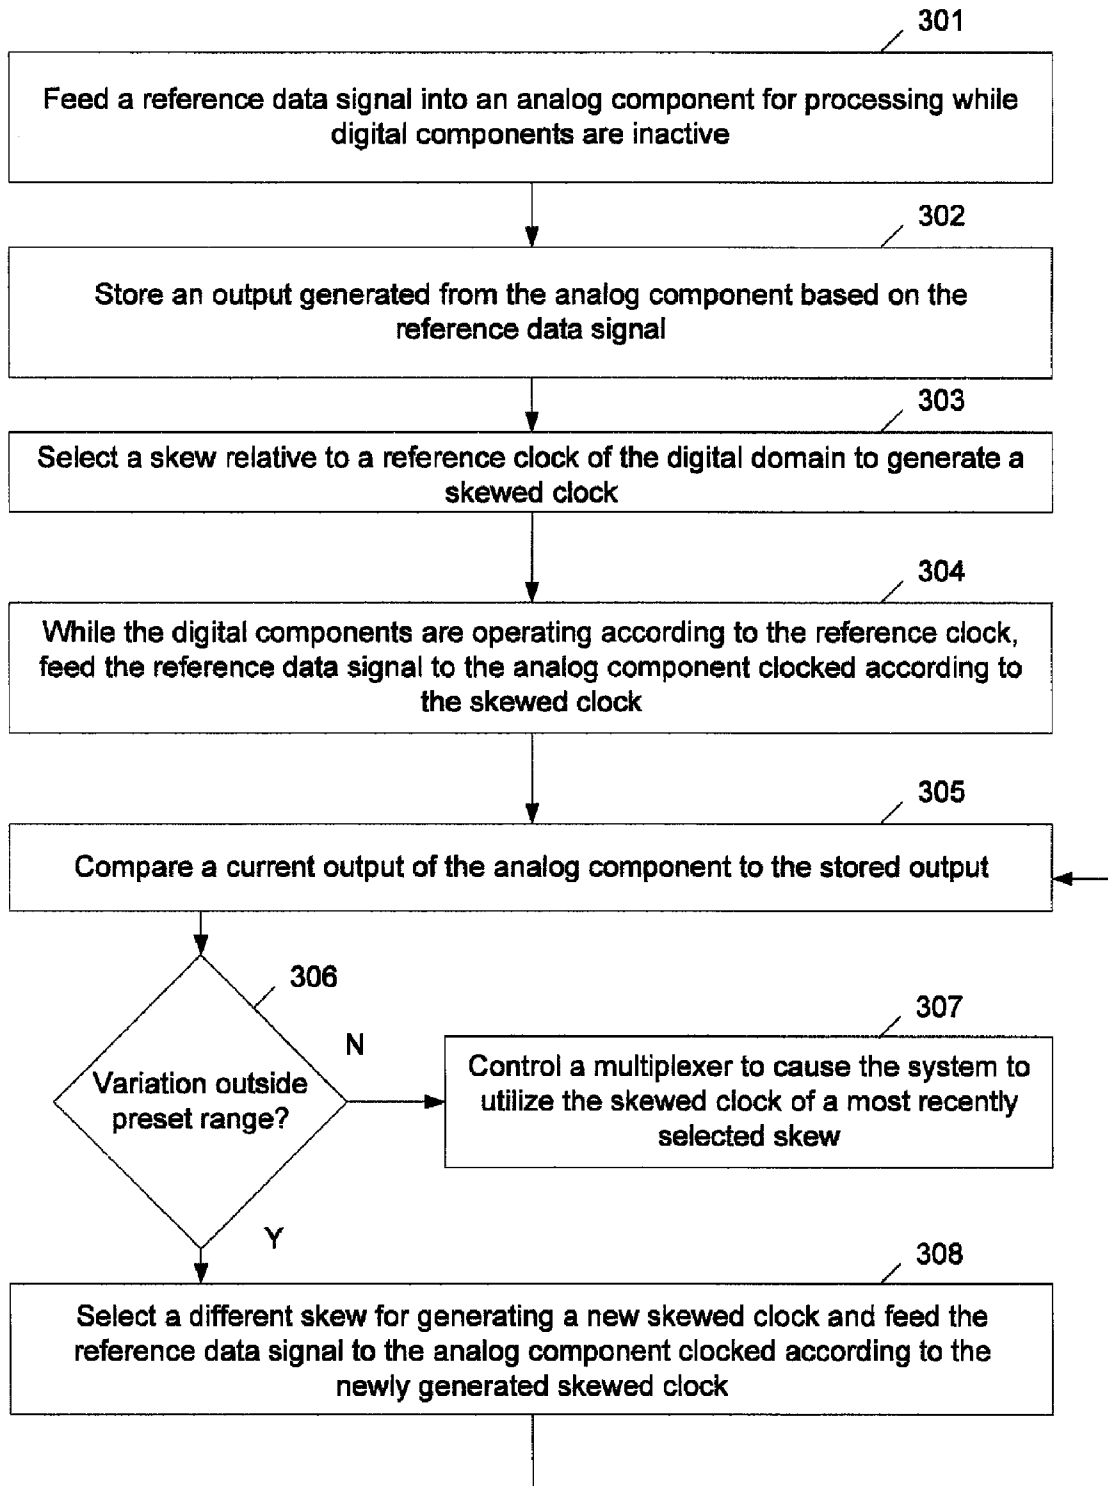 301
Feed a reference data signal into an analog component for processing while
digital components are inactive
302
Store an output generated from the analog component based on the
reference data signal
303
Select a skew relative to a reference clock of the digital domain to generate a
skewed clock
304
While the digital components are operating according to the reference clock,
feed the reference data signal to the analog component clocked according to
the skewed clock
305
Compare a current output of the analog component to the stored output
306
Variation outside
preset range?
N
307
Control a multiplexer to cause the system to
utilize the skewed clock of a most recently
selected skew
Y
308
Select a different skew for generating a new skewed clock and feed the
reference data signal to the analog component clocked according to the
newly generated skewed clock